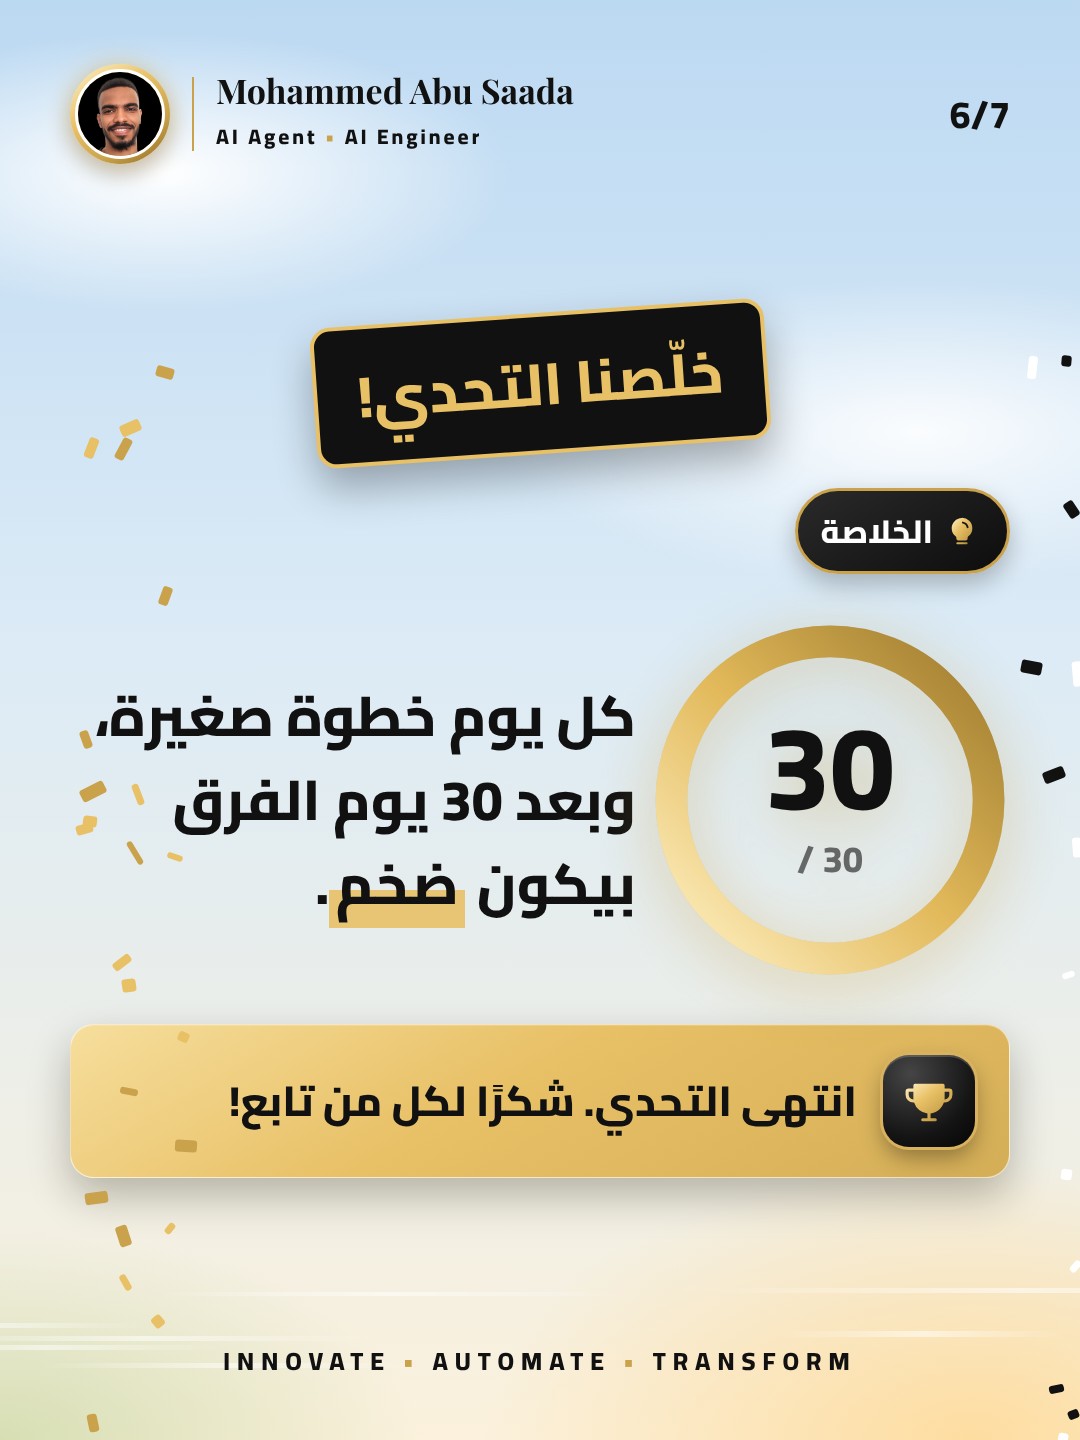 Mohammed Abu Saada
AI Agent ▪ AI Engineer
6/7
خلّصنا التحدي!
الخلاصة
30
/ 30
كل يوم خطوة صغيرة،
وبعد 30 يوم الفرق
بيكون ضخم.
انتهى التحدي. شكرًا لكل من تابع!
INNOVATE ▪ AUTOMATE ▪ TRANSFORM